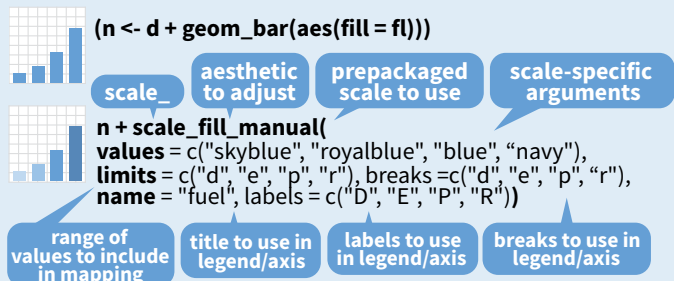 (n <- d + geom_bar(aes(fill = fl)))
scale_
aesthetic
to adjust
prepackaged
scale to use
scale-specific
arguments
n + scale_fill_manual(
values = c("skyblue", "royalblue", "blue", “navy"),
limits = c("d", "e", "p", "r"), breaks =c("d", "e", "p", “r"),
name = "fuel", labels = c("D", "E", "P", "R"))
range of
values to include
in mapping
title to use in
legend/axis
labels to use
in legend/axis
breaks to use in
legend/axis